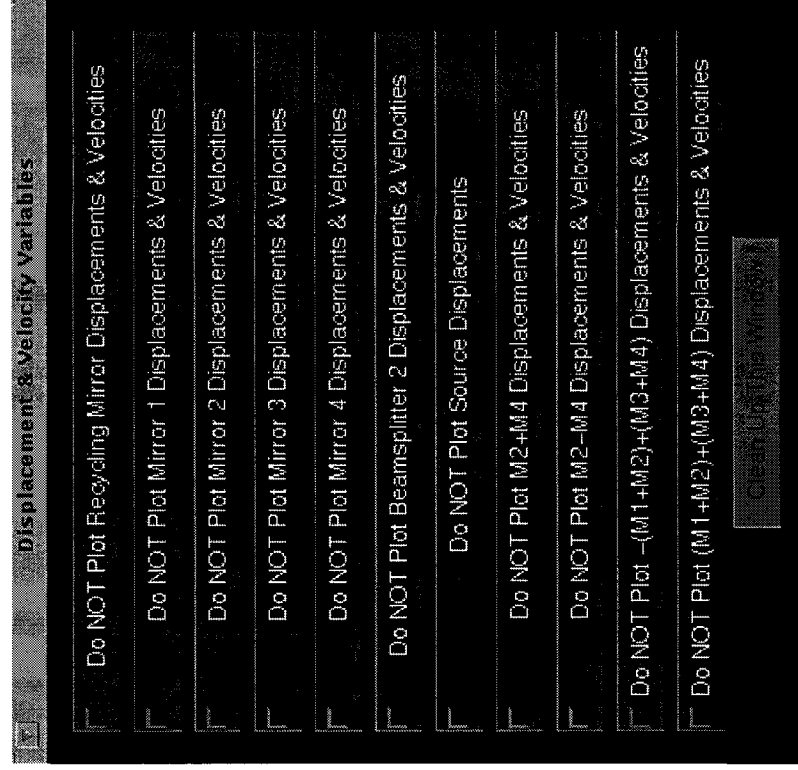 Displacement & Velocity Variables
Do NOT Plot Recycling Mirror Displacements & Velocities
Do NOT Plot Mirror 1 Displacements & Velocities
Do NOT Plot Mirror 2 Displacements & Velocities
Do NOT Plot Mirror 3 Displacements & Velocities
Do NOT Plot Mirror 4 Displacements & Velocities
Do NOT Plot Beamsplitter 2 Displacements & Velocities
Do NOT Plot Source Displacements
Do NOT Plot M2+M4 Displacements & Velocities
Do NOT Plot M2-M4 Displacements & Velocities
Do NOT Plot -(M1+M2)+(M3+M4) Displacements & Velocities
Do NOT Plot (M1+M2)+(M3+M4) Displacements & Velocities
Clean Up the Window